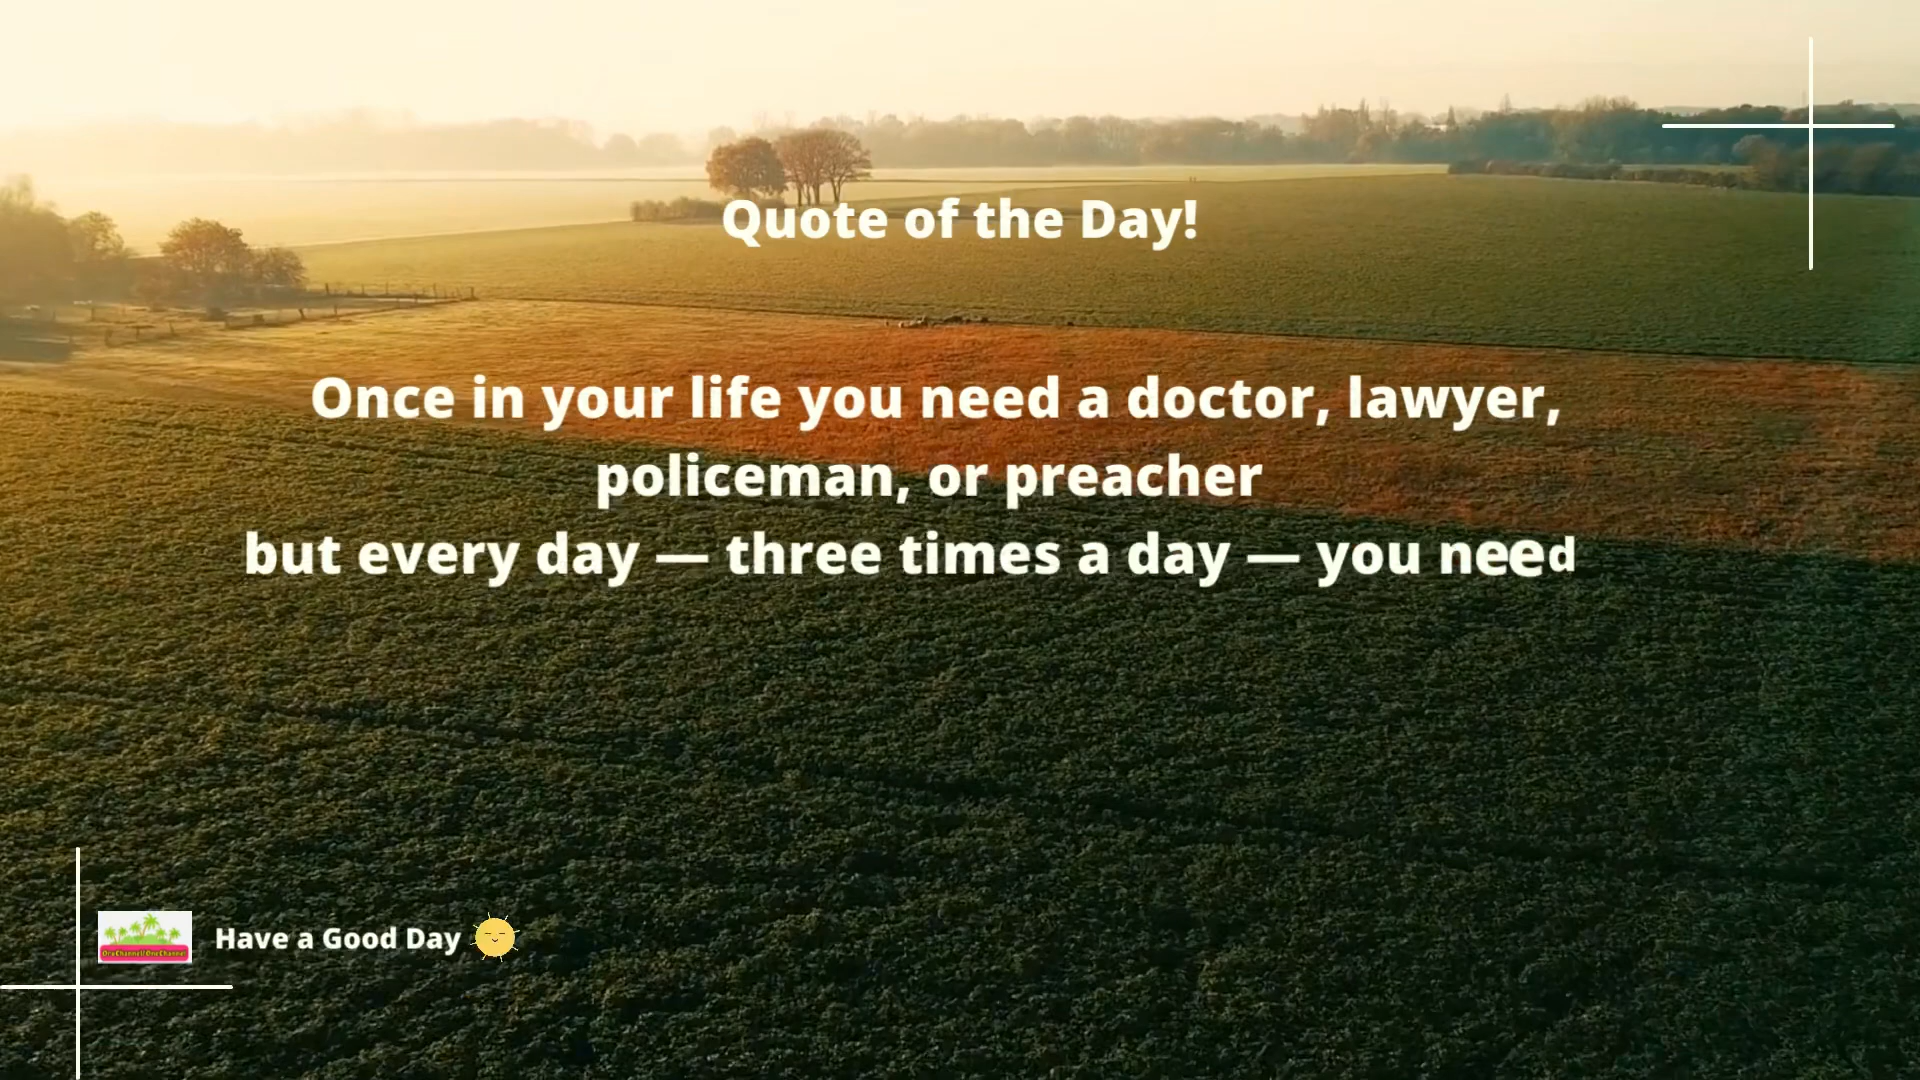 Quote of the Day!
Once in your life you need a doctor, lawyer,
policeman, or preacher
but every day — three times a day — you need
Have a Good Day